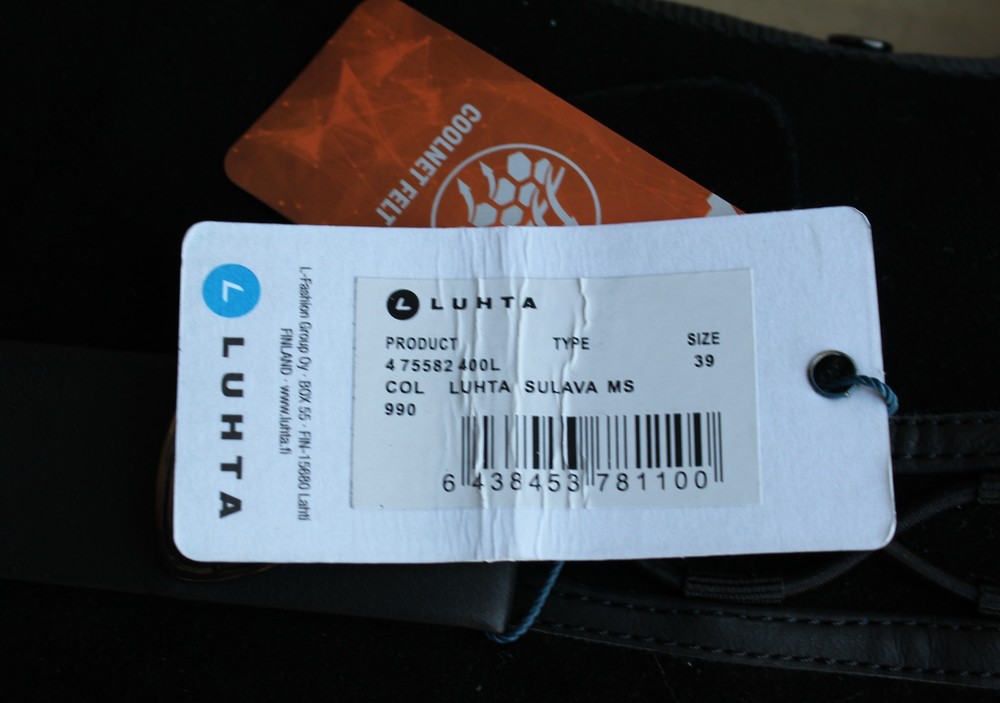 COOLNET FELT
L LUHTA
L-Fashion Group Oy · BOX 55 · FIN-15680 Lahti
FINLAND · www.luhta.fi
L LUHTA
PRODUCT TYPE SIZE
4 75582 400L 39
COL LUHTA SULAVA MS
990
6 438453 781100